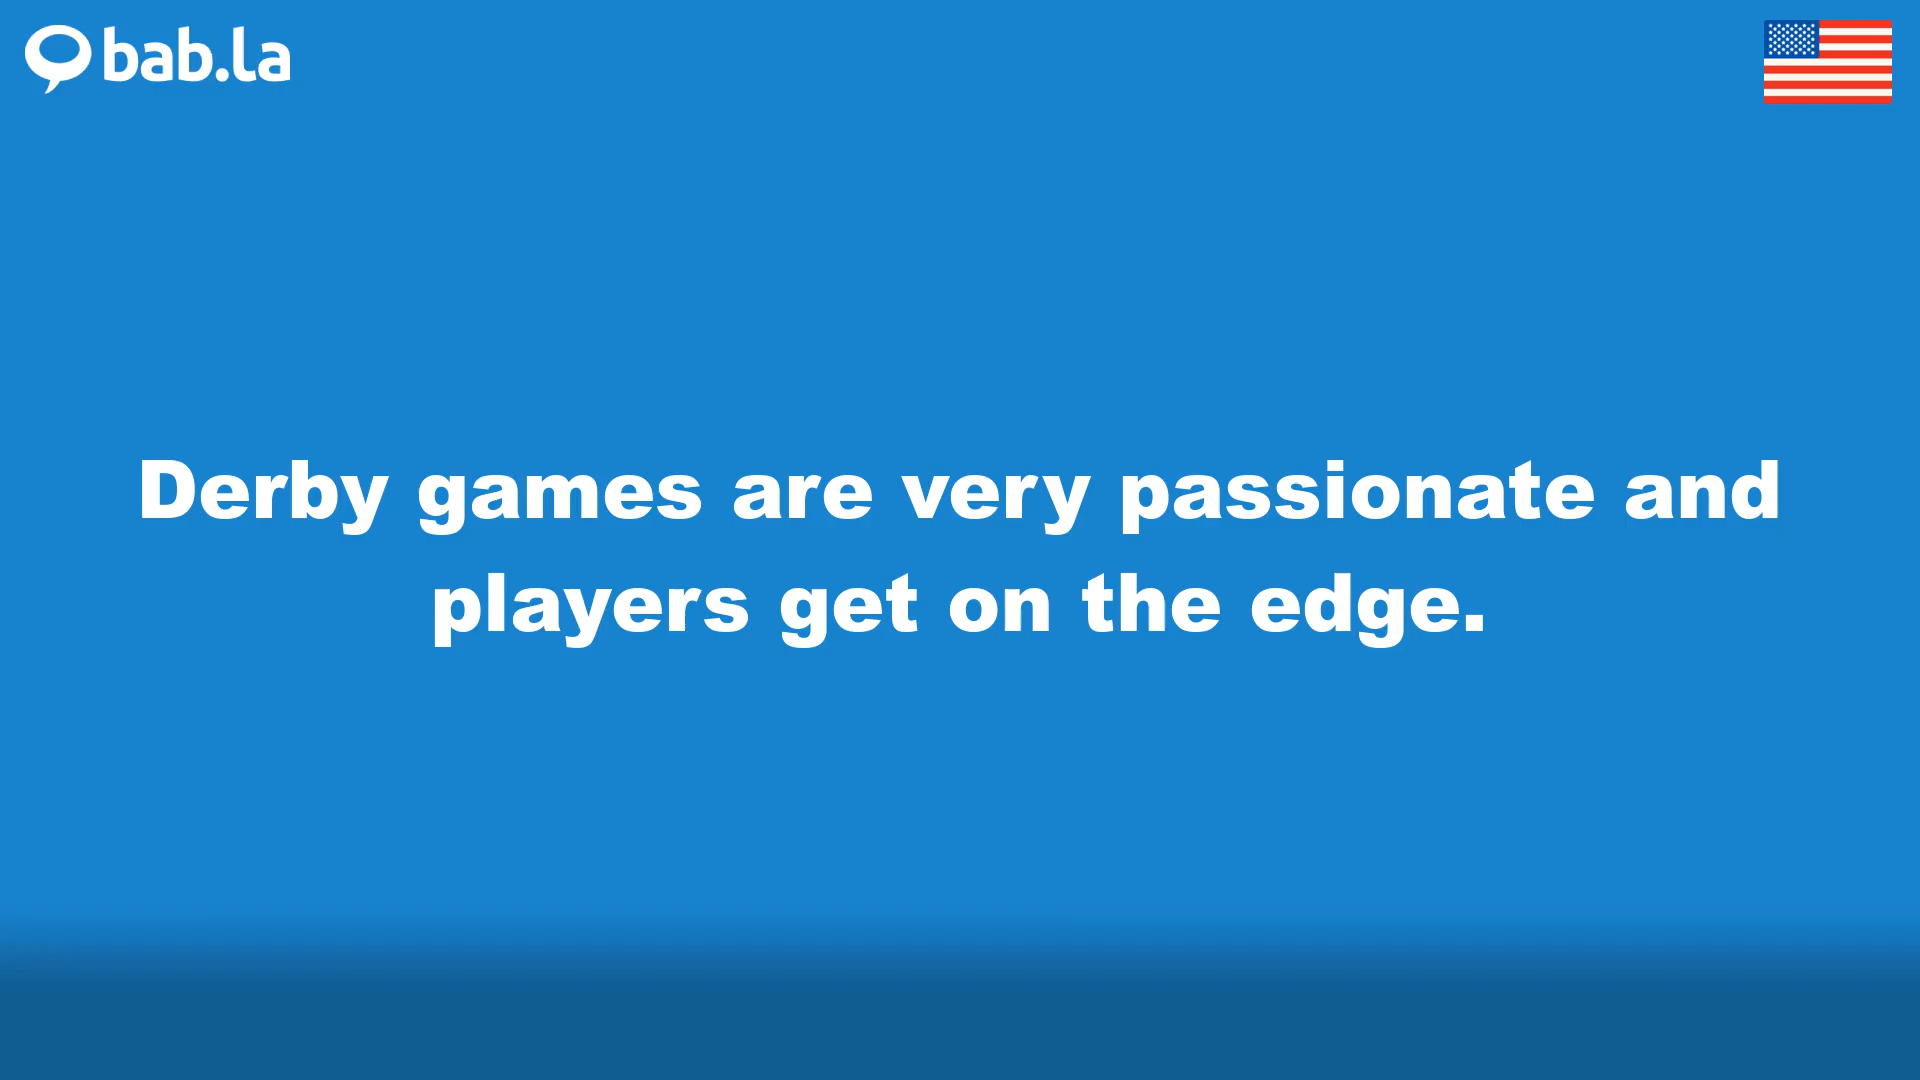 bab.la
Derby games are very passionate and
players get on the edge.